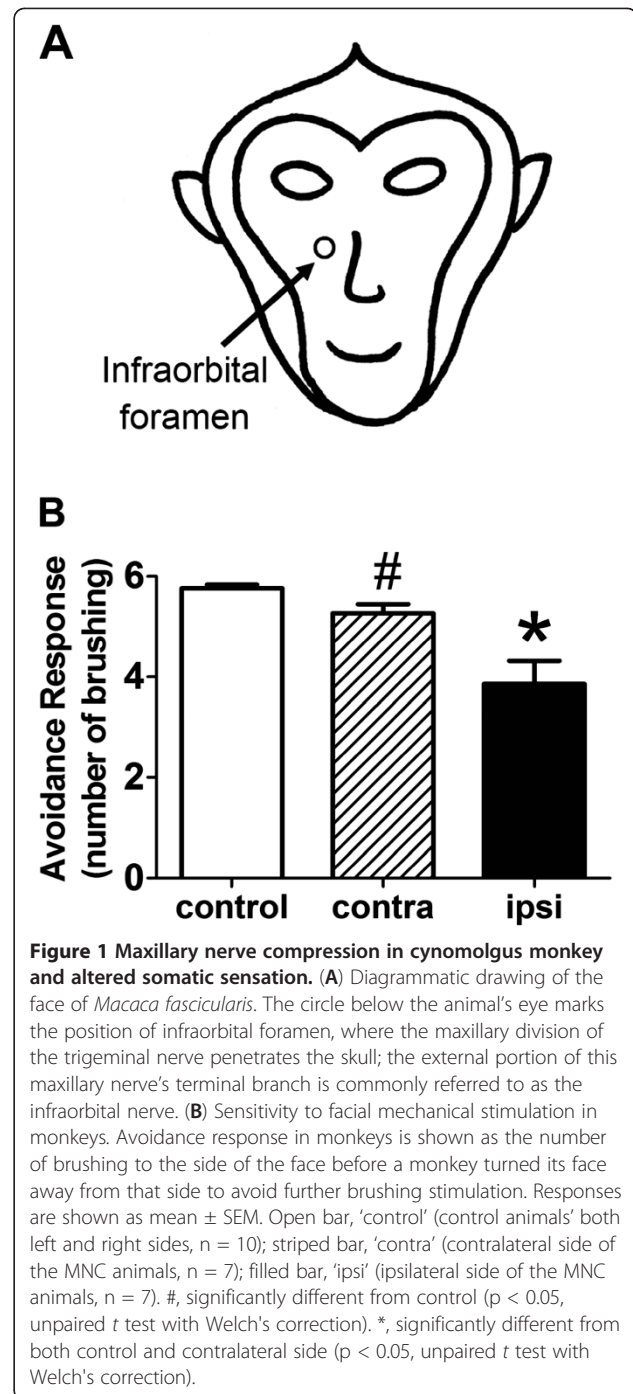 A
Infraorbital
foramen
B
Avoidance Response
(number of brushing)
6
4
2
0
#
*
control contra ipsi
Figure 1 Maxillary nerve compression in cynomolgus monkey
and altered somatic sensation. (A) Diagrammatic drawing of the
face of Macaca fascicularis. The circle below the animal's eye marks
the position of infraorbital foramen, where the maxillary division of
the trigeminal nerve penetrates the skull; the external portion of this
maxillary nerve's terminal branch is commonly referred to as the
infraorbital nerve. (B) Sensitivity to facial mechanical stimulation in
monkeys. Avoidance response in monkeys is shown as the number
of brushing to the side of the face before a monkey turned its face
away from that side to avoid further brushing stimulation. Responses
are shown as mean ± SEM. Open bar, 'control' (control animals' both
left and right sides, n = 10); striped bar, 'contra' (contralateral side of
the MNC animals, n = 7); filled bar, 'ipsi' (ipsilateral side of the MNC
animals, n = 7). #, significantly different from control (p < 0.05,
unpaired t test with Welch's correction). *, significantly different from
both control and contralateral side (p < 0.05, unpaired t test with
Welch's correction).